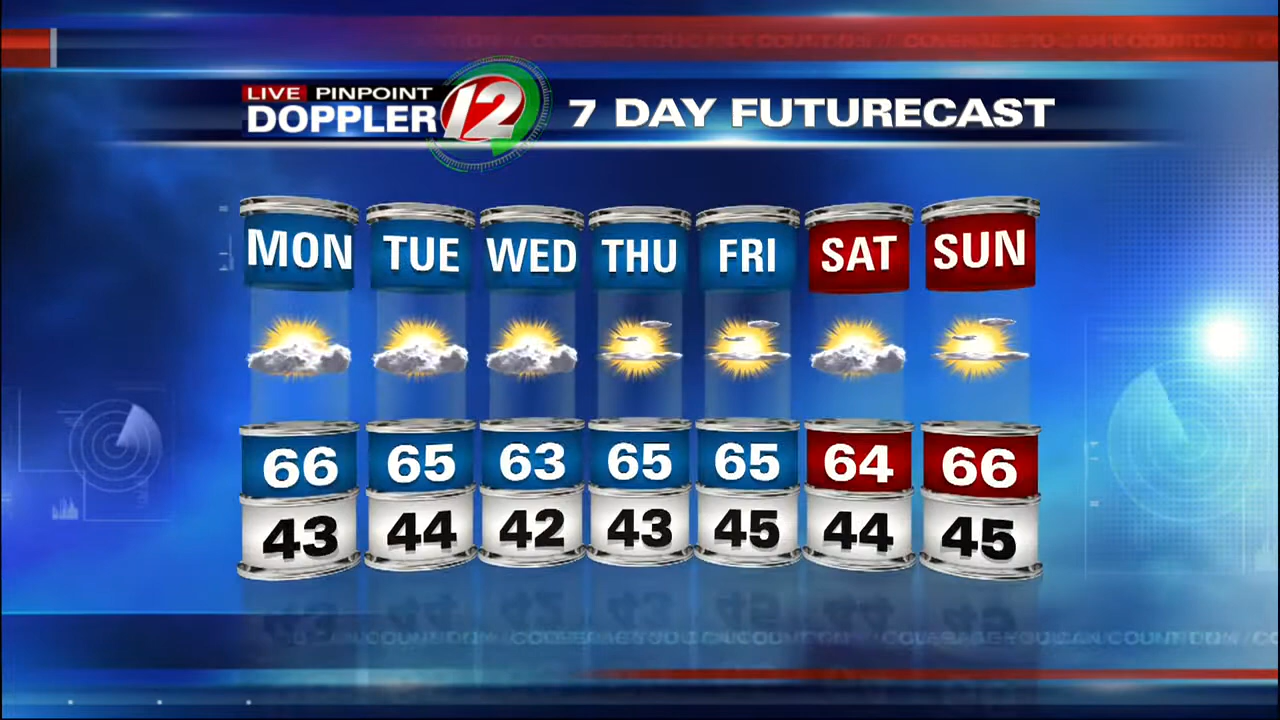 LIVE PINPOINT
DOPPLER 12
7 DAY FUTURECAST
MON TUE WED THU FRI SAT SUN
66 65 63 65 65 64 66
43 44 42 43 45 44 45